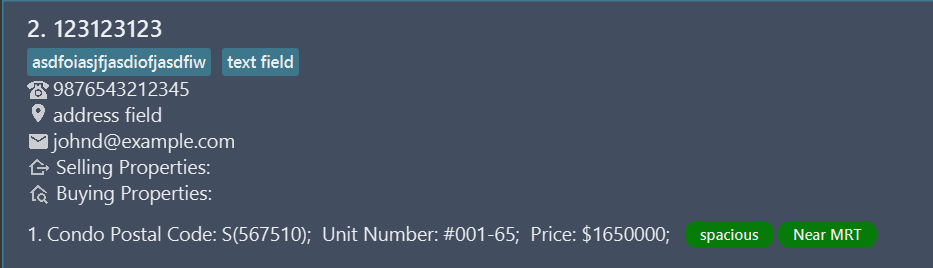 2. 123123123
asdfoiasjfjasdiofjasdfiw text field
9876543212345
address field
johnd@example.com
Selling Properties:
Buying Properties:
1. Condo Postal Code: S(567510); Unit Number: #001-65; Price: $1650000; spacious Near MRT